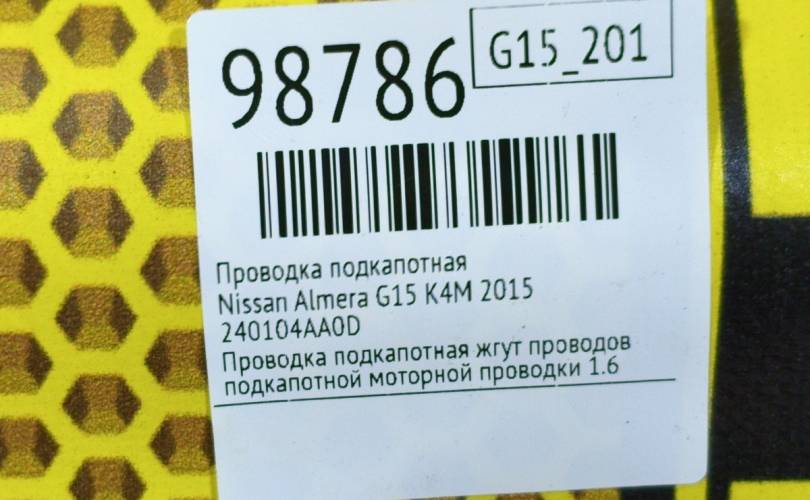 98786
G15_201
Проводка подкапотная
Nissan Almera G15 K4M 2015
240104AA0D
Проводка подкапотная жгут проводов
подкапотной моторной проводки 1.6